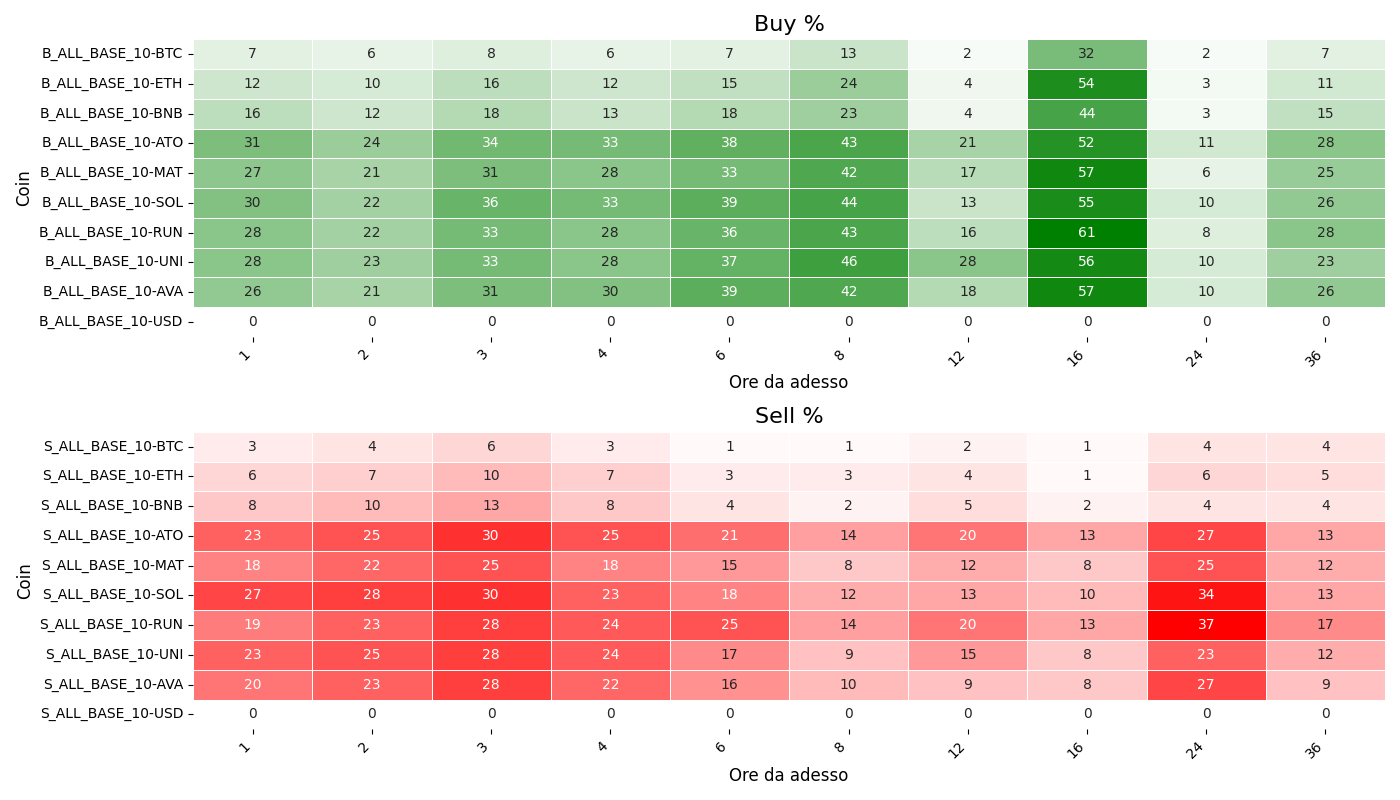 Buy %
Coin
B_ALL_BASE_10-BTC 7 6 8 6 7 13 2 32 2 7
B_ALL_BASE_10-ETH 12 10 16 12 15 24 4 54 3 11
B_ALL_BASE_10-BNB 16 12 18 13 18 23 4 44 3 15
B_ALL_BASE_10-ATO 31 24 34 33 38 43 21 52 11 28
B_ALL_BASE_10-MAT 27 21 31 28 33 42 17 57 6 25
B_ALL_BASE_10-SOL 30 22 36 33 39 44 13 55 10 26
B_ALL_BASE_10-RUN 28 22 33 28 36 43 16 61 8 28
B_ALL_BASE_10-UNI 28 23 33 28 37 46 28 56 10 23
B_ALL_BASE_10-AVA 26 21 31 30 39 42 18 57 10 26
B_ALL_BASE_10-USD 0 0 0 0 0 0 0 0 0 0
1 2 3 4 6 8 12 16 24 36
Ore da adesso
Sell %
Coin
S_ALL_BASE_10-BTC 3 4 6 3 1 1 2 1 4 4
S_ALL_BASE_10-ETH 6 7 10 7 3 3 4 1 6 5
S_ALL_BASE_10-BNB 8 10 13 8 4 2 5 2 4 4
S_ALL_BASE_10-ATO 23 25 30 25 21 14 20 13 27 13
S_ALL_BASE_10-MAT 18 22 25 18 15 8 12 8 25 12
S_ALL_BASE_10-SOL 27 28 30 23 18 12 13 10 34 13
S_ALL_BASE_10-RUN 19 23 28 24 25 14 20 13 37 17
S_ALL_BASE_10-UNI 23 25 28 24 17 9 15 8 23 12
S_ALL_BASE_10-AVA 20 23 28 22 16 10 9 8 27 9
S_ALL_BASE_10-USD 0 0 0 0 0 0 0 0 0 0
1 2 3 4 6 8 12 16 24 36
Ore da adesso